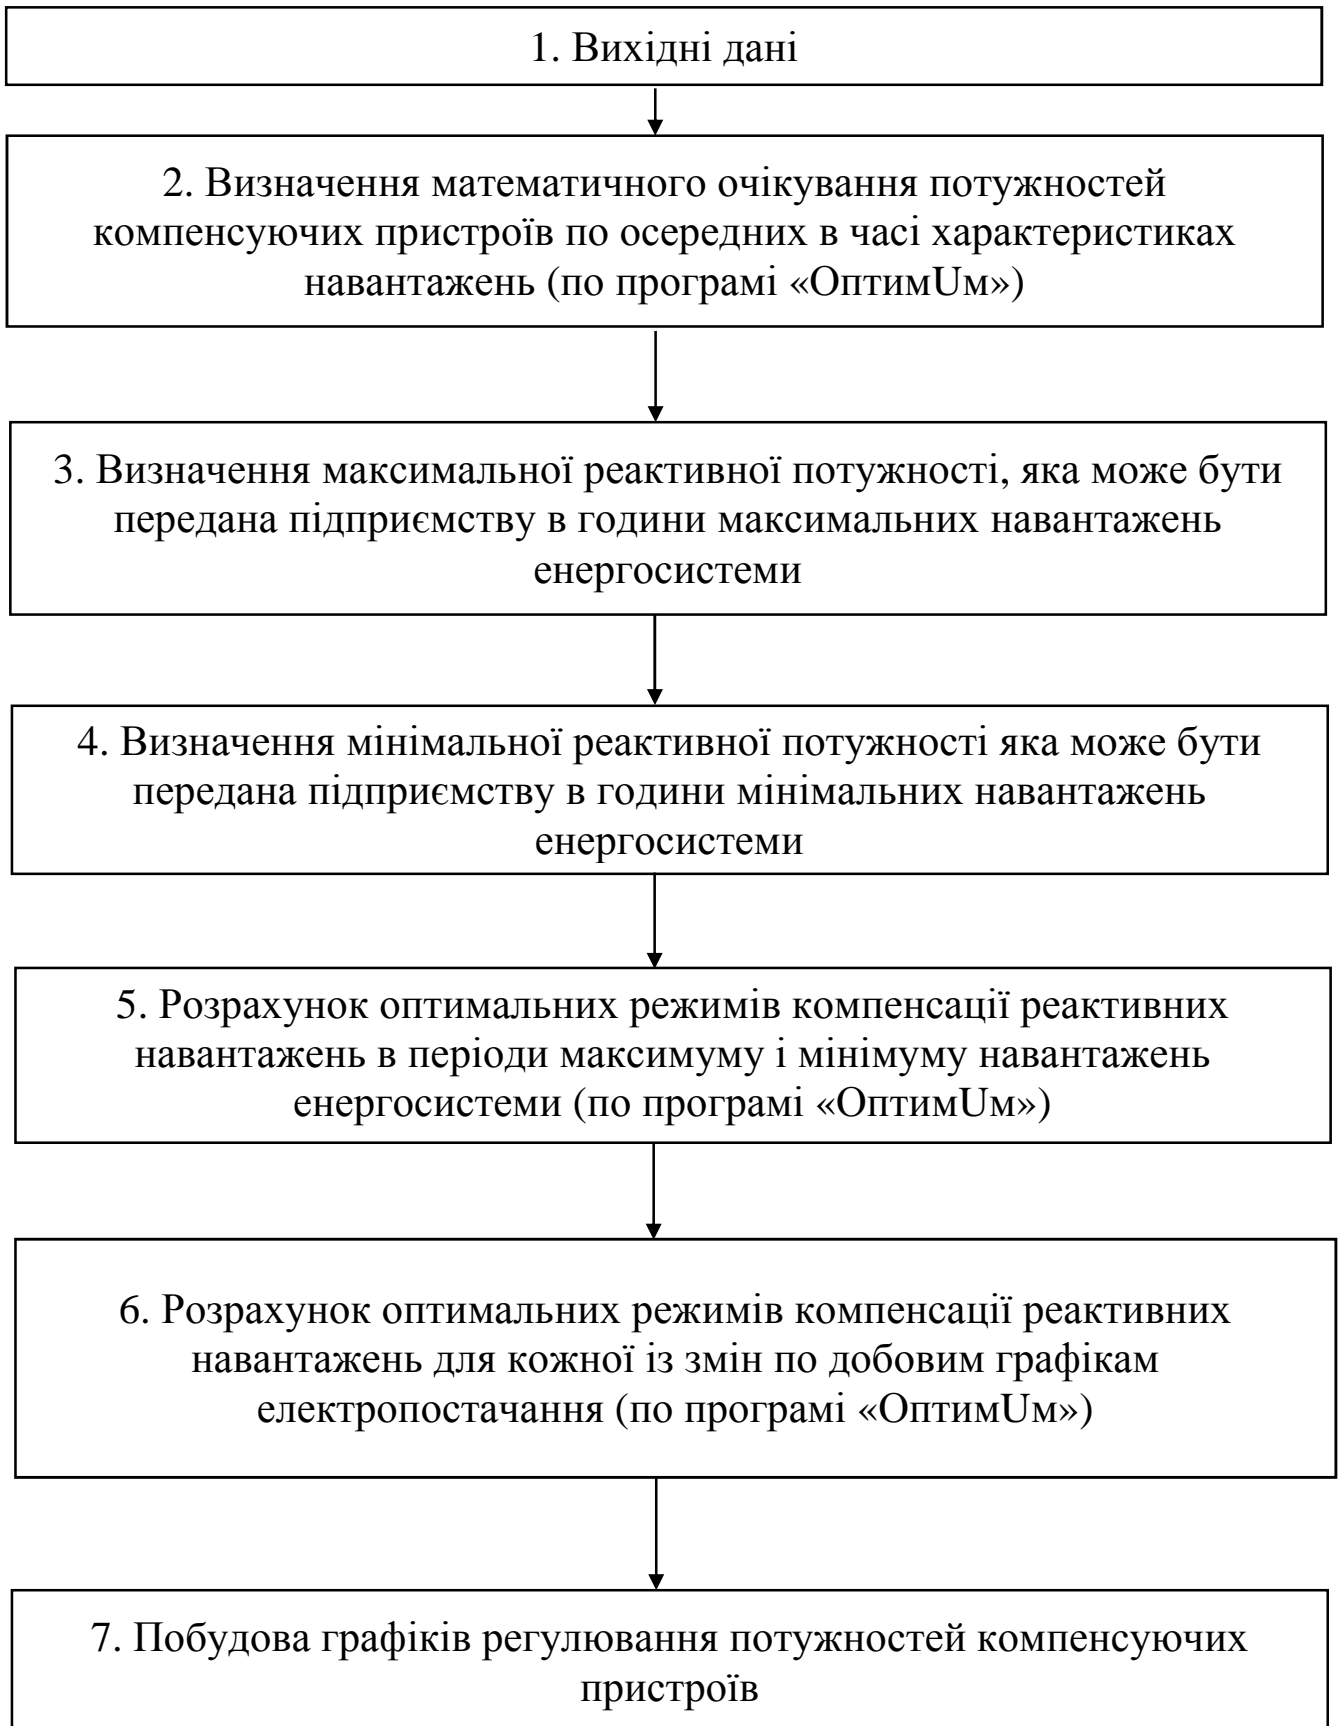 1. Вихідні дані
2. Визначення математичного очікування потужностей
компенсуючих пристроїв по осередних в часі характеристиках
навантажень (по програмі «ОптимUм»)
3. Визначення максимальної реактивної потужності, яка може бути
передана підприємству в години максимальних навантажень
енергосистеми
4. Визначення мінімальної реактивної потужності яка може бути
передана підприємству в години мінімальних навантажень
енергосистеми
5. Розрахунок оптимальних режимів компенсації реактивних
навантажень в періоди максимуму і мінімуму навантажень
енергосистеми (по програмі «ОптимUм»)
6. Розрахунок оптимальних режимів компенсації реактивних
навантажень для кожної із змін по добовим графікам
електропостачання (по програмі «ОптимUм»)
7. Побудова графіків регулювання потужностей компенсуючих
пристроїв